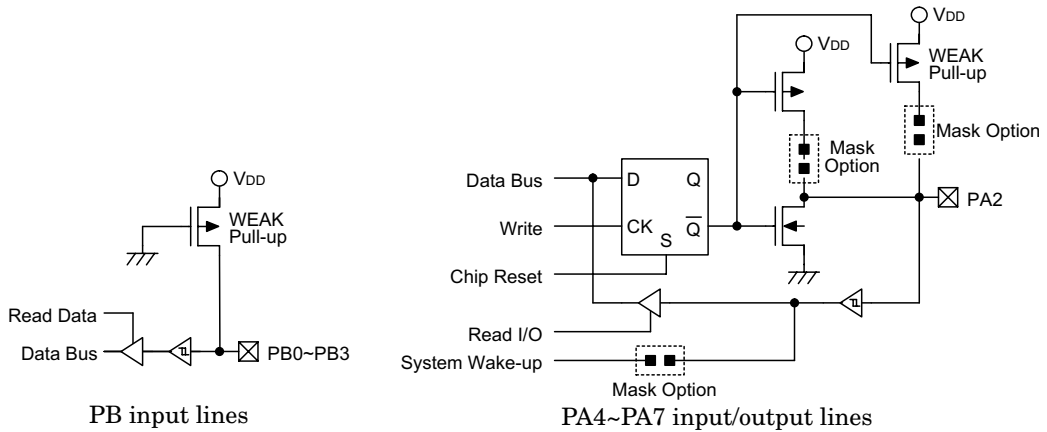 VDD
WEAK
Pull-up
Read Data
Data Bus
PB0~PB3
PB input lines
VDD
VDD
WEAK
Pull-up
Mask Option
Mask
Option
Data Bus
D
Q
PA2
Write
CK
Q
S
Chip Reset
Read I/O
System Wake-up
Mask Option
PA4~PA7 input/output lines